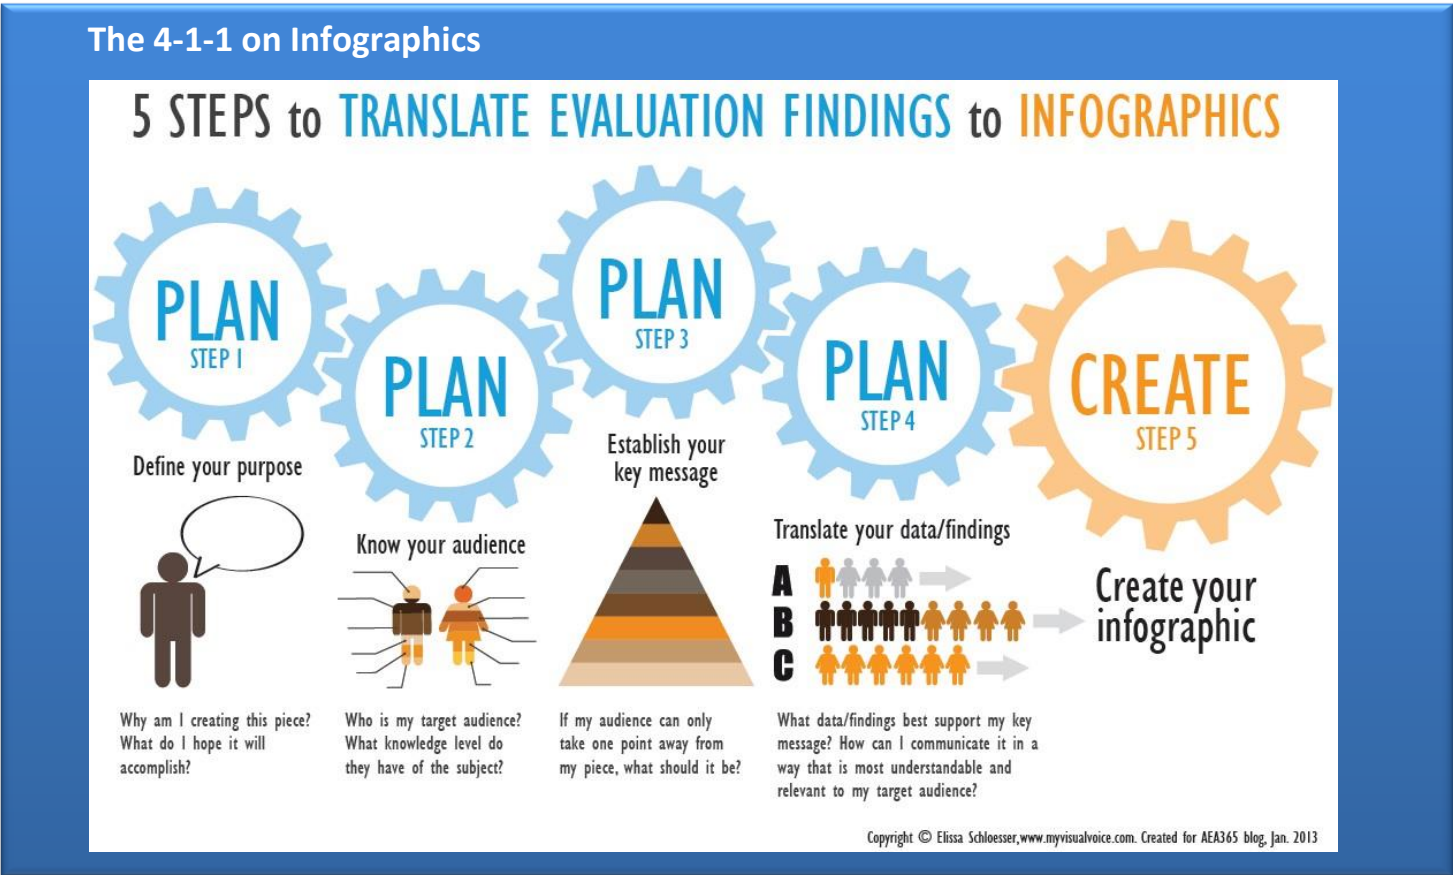 The 4-1-1 on Infographics
5 STEPS to TRANSLATE EVALUATION FINDINGS to INFOGRAPHICS
PLAN
STEP 1
Define your purpose
Why am I creating this piece?
What do I hope it will
accomplish?
PLAN
STEP 2
Know your audience
Who is my target audience?
What knowledge level do
they have of the subject?
PLAN
STEP 3
Establish your
key message
If my audience can only
take one point away from
my piece, what should it be?
PLAN
STEP 4
Translate your data/findings
A
B
C
What data/findings best support my key
message? How can I communicate it in a
way that is most understandable and
relevant to my target audience?
CREATE
STEP 5
Create your
infographic
Copyright © Elissa Schloesser,www.myvisualvoice.com. Created for AEA365 blog, Jan. 2013